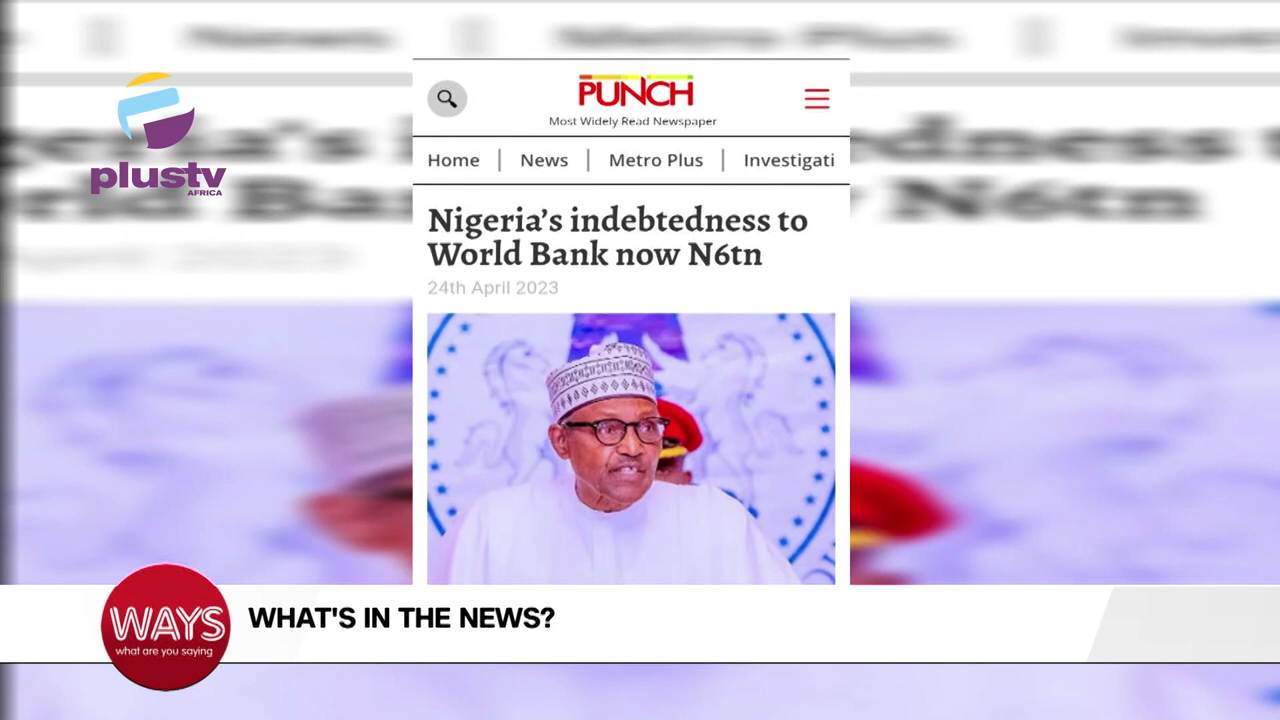 plustv
AFRICA
PUNCH
Most Widely Read Newspaper
Home | News | Metro Plus | Investigati
Nigeria's indebtedness to
World Bank now N6tn
24th April 2023
WAYS
what are you saying
WHAT'S IN THE NEWS?